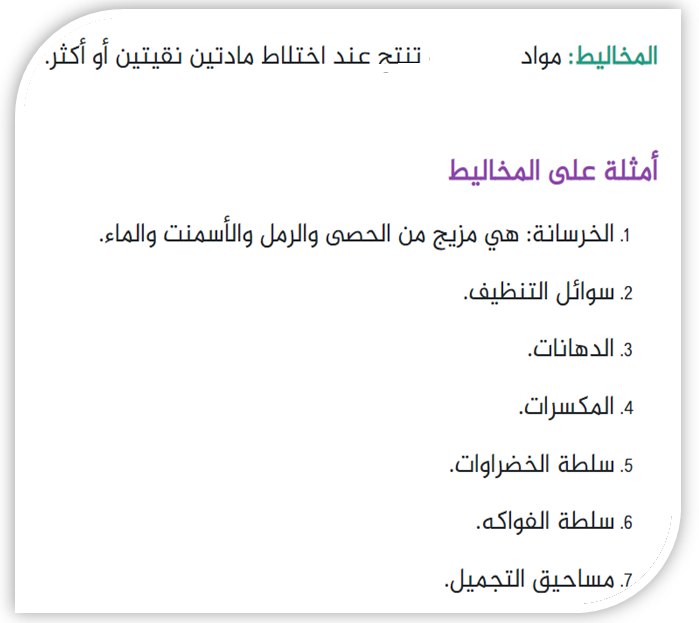 المخاليط: مواد تنتج عند اختلاط مادتين نقيتين أو أكثر.
أمثلة على المخاليط
1. الخرسانة: هي مزيج من الحصى والرمل والأسمنت والماء.
2. سوائل التنظيف.
3. الدهانات.
4. المكسرات.
5. سلطة الخضراوات.
6. سلطة الفواكه.
7. مساحيق التجميل.